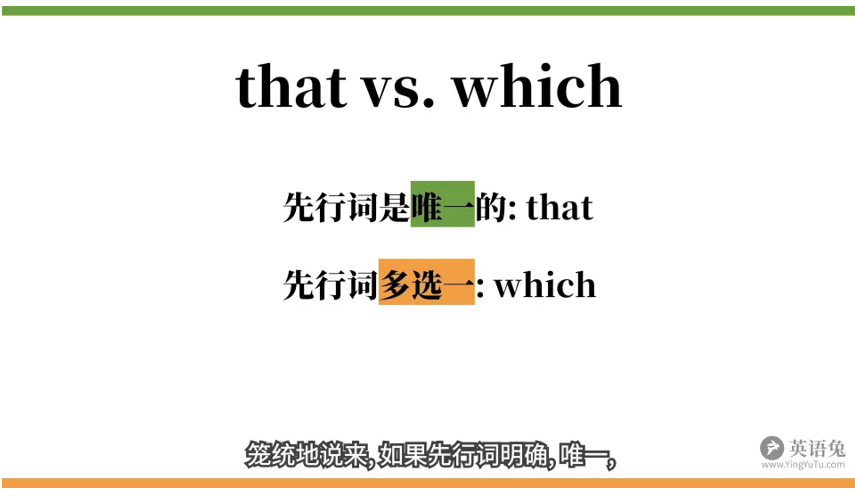 that vs. which
先行词是唯一的: that
先行词多选一: which
笼统地说来, 如果先行词明确, 唯一,
英语兔
www.YingYuTu.com